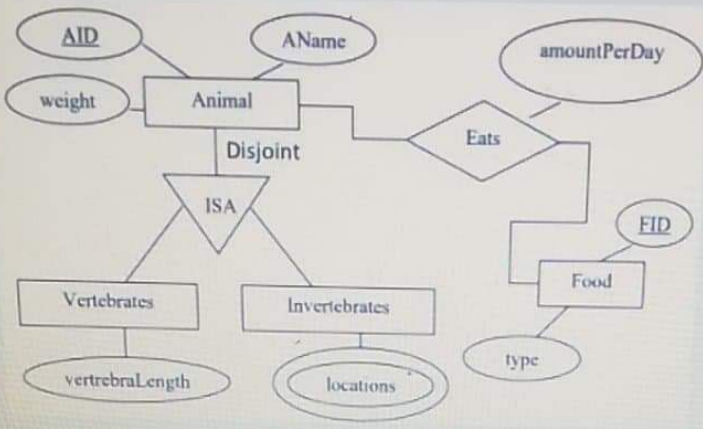 AID
AName
amountPerDay
weight
Animal
Eats
Disjoint
ISA
FID
Vertebrates
Invertebrates
Food
vertrebraLength
locations
type